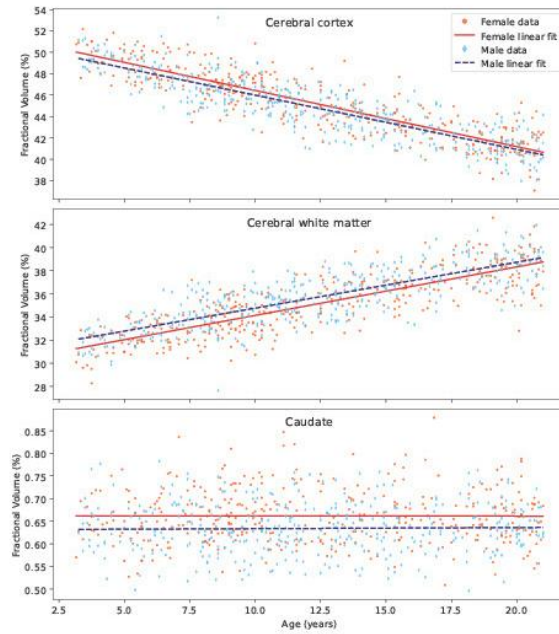 Cerebral cortex
Female data
Female linear fit
Male data
Male linear fit
Fractional Volume (%)
54
52
50
48
46
44
42
40
38
Cerebral white matter
Fractional Volume (%)
42
40
38
36
34
32
30
28
Caudate
Fractional Volume (%)
0.85
0.80
0.75
0.70
0.65
0.60
0.55
0.50
2.5 5.0 7.5 10.0 12.5 15.0 17.5 20.0
Age (years)